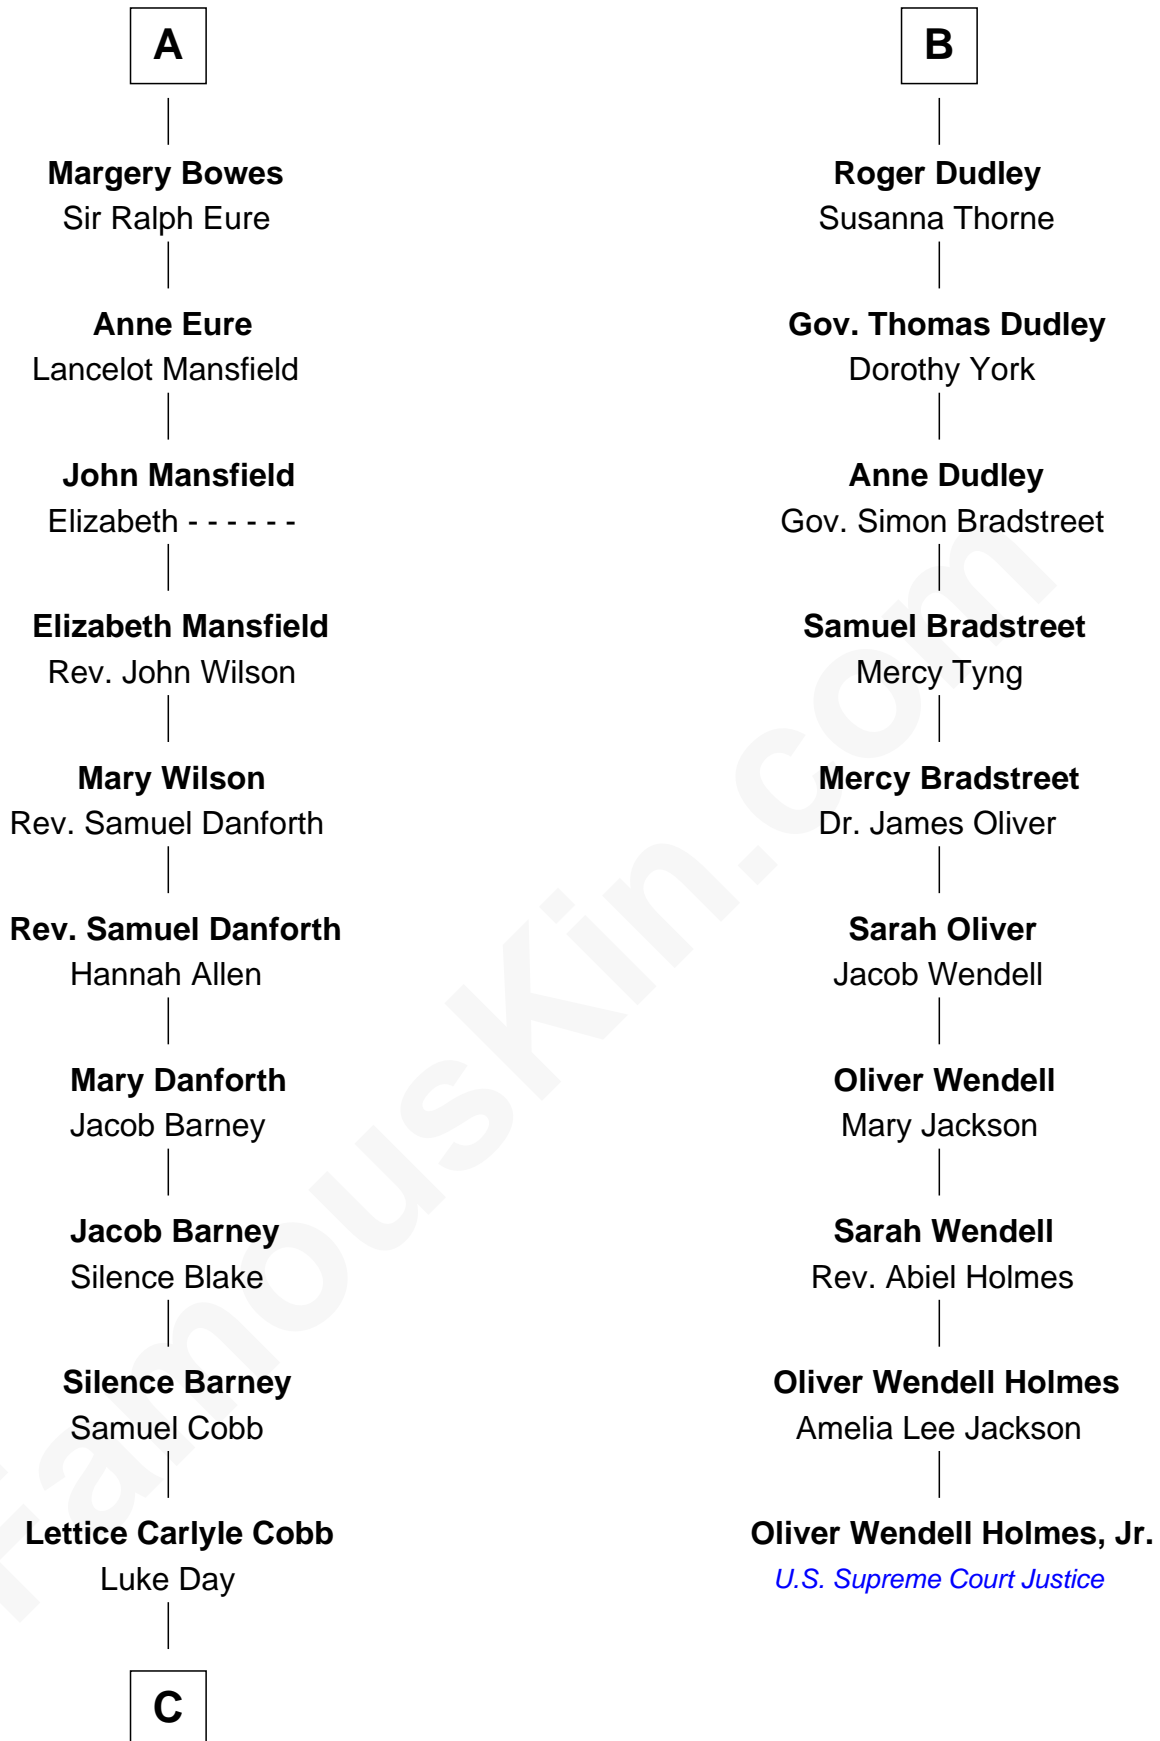 A
Margery Bowes
Sir Ralph Eure
Anne Eure
Lancelot Mansfield
John Mansfield
Elizabeth - - - - - -
Elizabeth Mansfield
Rev. John Wilson
Mary Wilson
Rev. Samuel Danforth
Rev. Samuel Danforth
Hannah Allen
Mary Danforth
Jacob Barney
Jacob Barney
Silence Blake
Silence Barney
Samuel Cobb
Lettice Carlyle Cobb
Luke Day
C
B
Roger Dudley
Susanna Thorne
Gov. Thomas Dudley
Dorothy York
Anne Dudley
Gov. Simon Bradstreet
Samuel Bradstreet
Mercy Tyng
Mercy Bradstreet
Dr. James Oliver
Sarah Oliver
Jacob Wendell
Oliver Wendell
Mary Jackson
Sarah Wendell
Rev. Abiel Holmes
Oliver Wendell Holmes
Amelia Lee Jackson
Oliver Wendell Holmes, Jr.
U.S. Supreme Court Justice
FamousKin.com